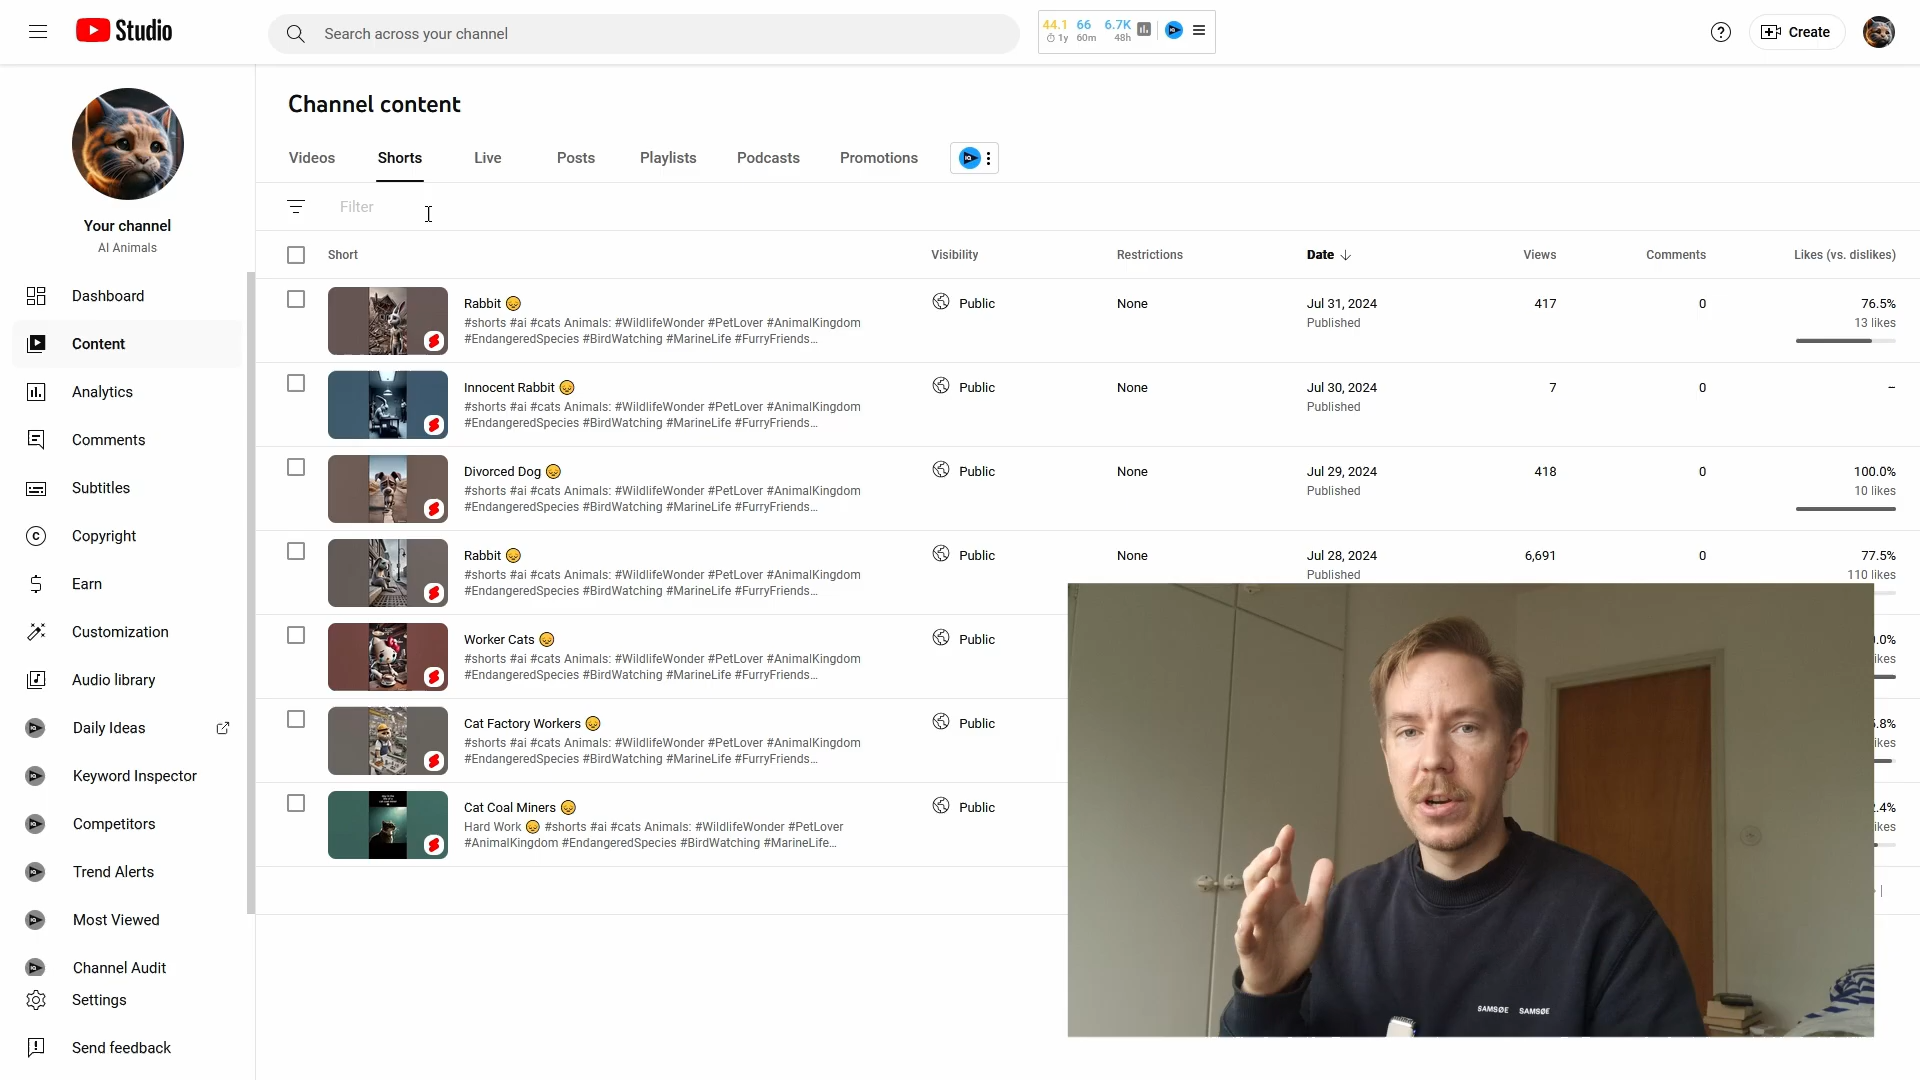 Studio
Search across your channel
44.1 66 6.7K
1y 60m 48h
Create
Your channel
AI Animals
Dashboard
Content
Analytics
Comments
Subtitles
Copyright
Earn
Customization
Audio library
Daily Ideas
Keyword Inspector
Competitors
Trend Alerts
Most Viewed
Channel Audit
Settings
Send feedback
Channel content
Videos Shorts Live Posts Playlists Podcasts Promotions
Filter
Short Visibility Restrictions Date Views Comments Likes (vs. dislikes)
Rabbit 😞 Public None Jul 31, 2024 417 0 76.5%
#shorts #ai #cats Animals: #WildlifeWonder #PetLover #AnimalKingdom Published 13 likes
#EndangeredSpecies #BirdWatching #MarineLife #FurryFriends...
Innocent Rabbit 😞 Public None Jul 30, 2024 7 0 –
#shorts #ai #cats Animals: #WildlifeWonder #PetLover #AnimalKingdom Published
#EndangeredSpecies #BirdWatching #MarineLife #FurryFriends...
Divorced Dog 😞 Public None Jul 29, 2024 418 0 100.0%
#shorts #ai #cats Animals: #WildlifeWonder #PetLover #AnimalKingdom Published 10 likes
#EndangeredSpecies #BirdWatching #MarineLife #FurryFriends...
Rabbit 😞 Public None Jul 28, 2024 6,691 0 77.5%
#shorts #ai #cats Animals: #WildlifeWonder #PetLover #AnimalKingdom Published 110 likes
#EndangeredSpecies #BirdWatching #MarineLife #FurryFriends...
Worker Cats 😞 Public .0%
#shorts #ai #cats Animals: #WildlifeWonder #PetLover #AnimalKingdom ikes
#EndangeredSpecies #BirdWatching #MarineLife #FurryFriends...
Cat Factory Workers 😞 Public .8%
#shorts #ai #cats Animals: #WildlifeWonder #PetLover #AnimalKingdom ikes
#EndangeredSpecies #BirdWatching #MarineLife #FurryFriends...
Cat Coal Miners 😞 Public .4%
Hard Work 😞 #shorts #ai #cats Animals: #WildlifeWonder #PetLover ikes
#AnimalKingdom #EndangeredSpecies #BirdWatching #MarineLife...
SAMSØE SAMSØE